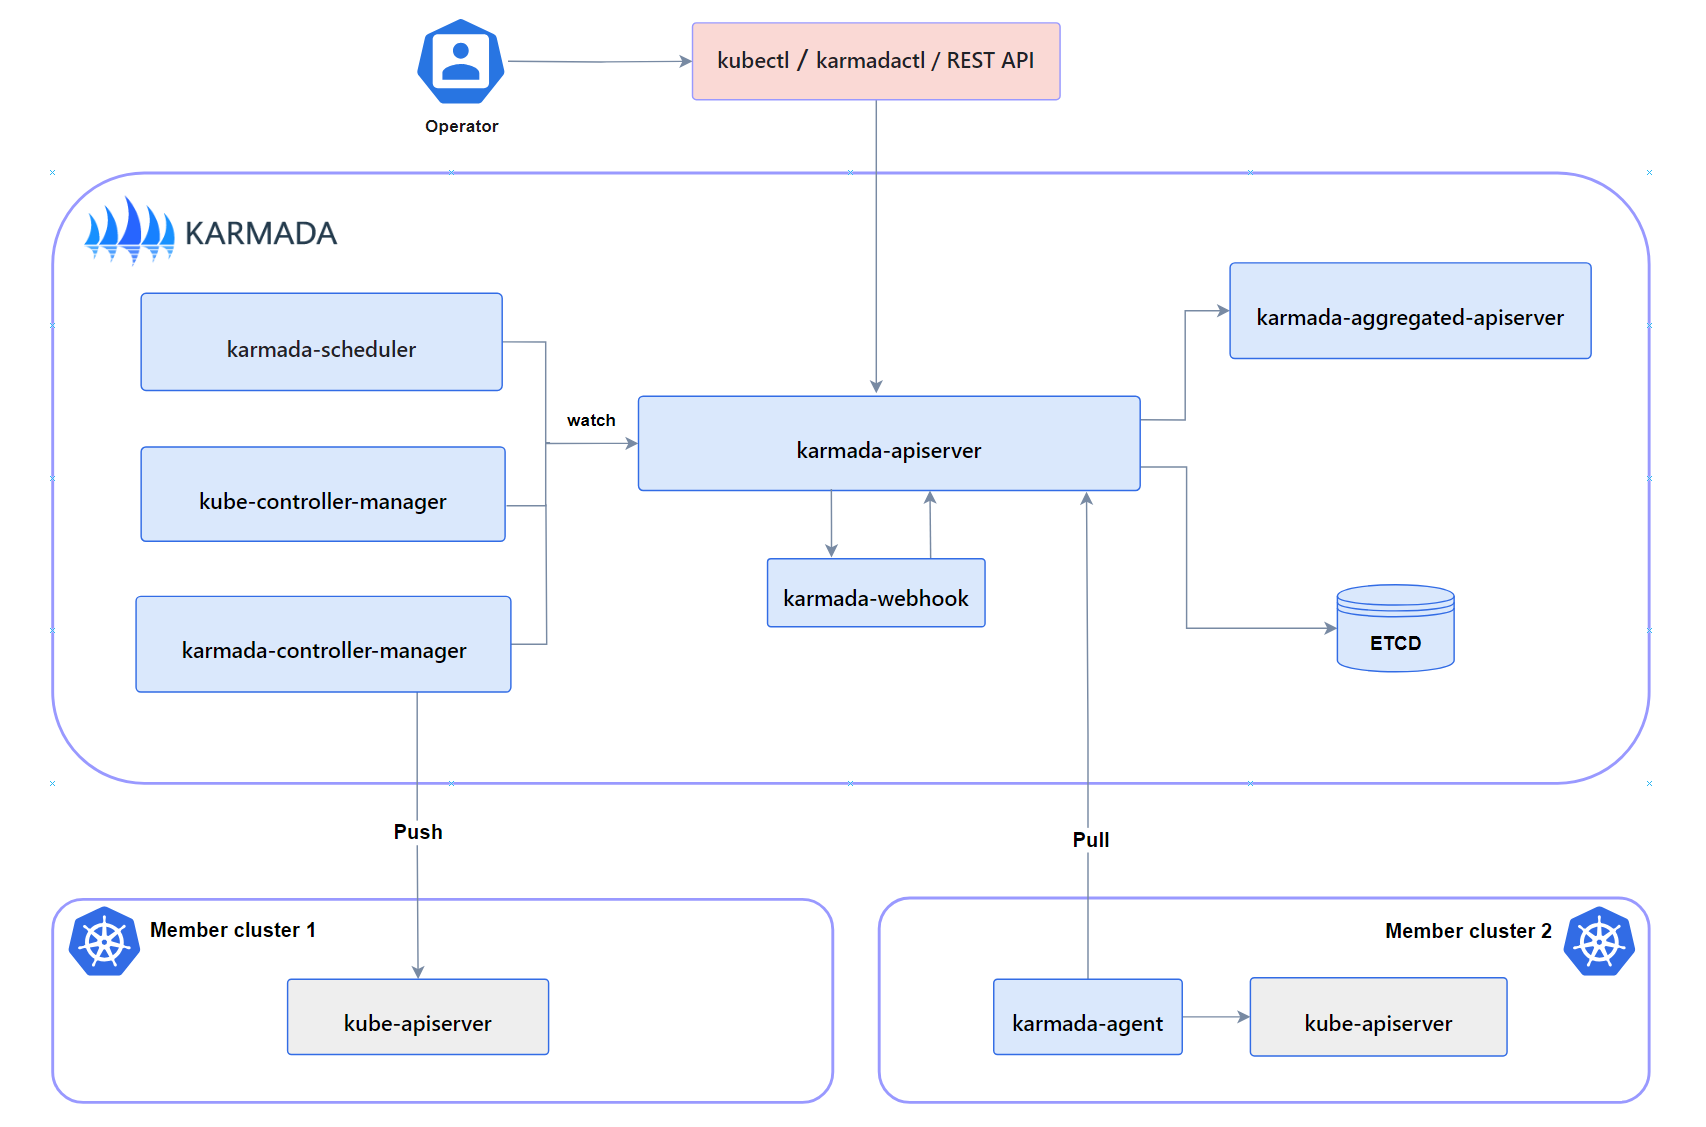 kubectl / karmadactl / REST API
Operator
KARMADA
karmada-aggregated-apiserver
karmada-scheduler
watch
karmada-apiserver
kube-controller-manager
karmada-webhook
ETCD
karmada-controller-manager
Push
Pull
Member cluster 1
Member cluster 2
kube-apiserver
karmada-agent
kube-apiserver